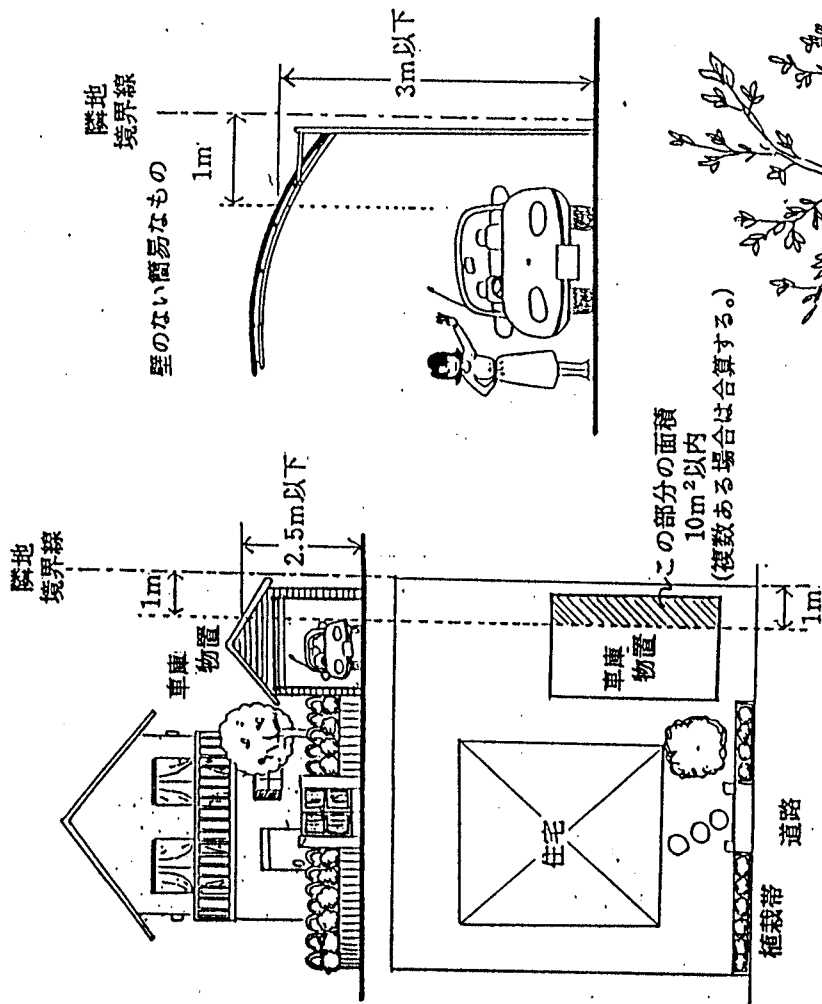 隣地
境界線
1m
車庫
物置
2.5m以下
車庫
物置
住宅
この部分の面積
10m²以内
(複数ある場合は合算する。)
1m
植栽帯
道路
壁のない簡易なもの
隣地
境界線
1m
3m以下